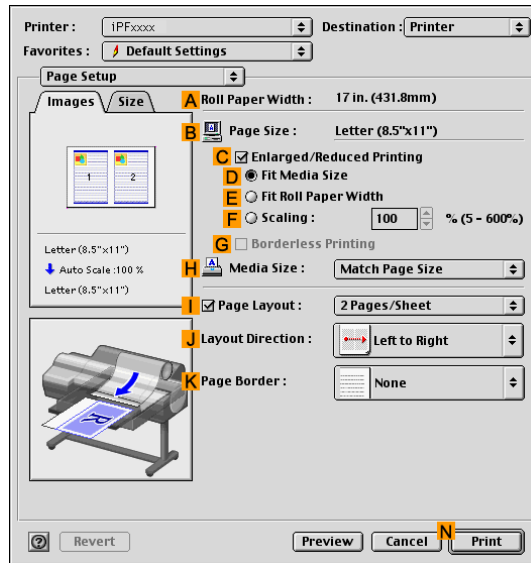 Printer : iPFxxxx Destination : Printer
Favorites : Default Settings
Page Setup
Images Size
A Roll Paper Width : 17 in. (431.8mm)
B Page Size : Letter (8.5"x11")
C Enlarged/Reduced Printing
D Fit Media Size
E Fit Roll Paper Width
F Scaling : 100 % (5 - 600%)
G Borderless Printing
1 2
Letter (8.5"x11")
Auto Scale :100 %
Letter (8.5"x11")
H Media Size : Match Page Size
I Page Layout : 2 Pages/Sheet
J Layout Direction : Left to Right
K Page Border : None
R
N
? Revert Preview Cancel Print